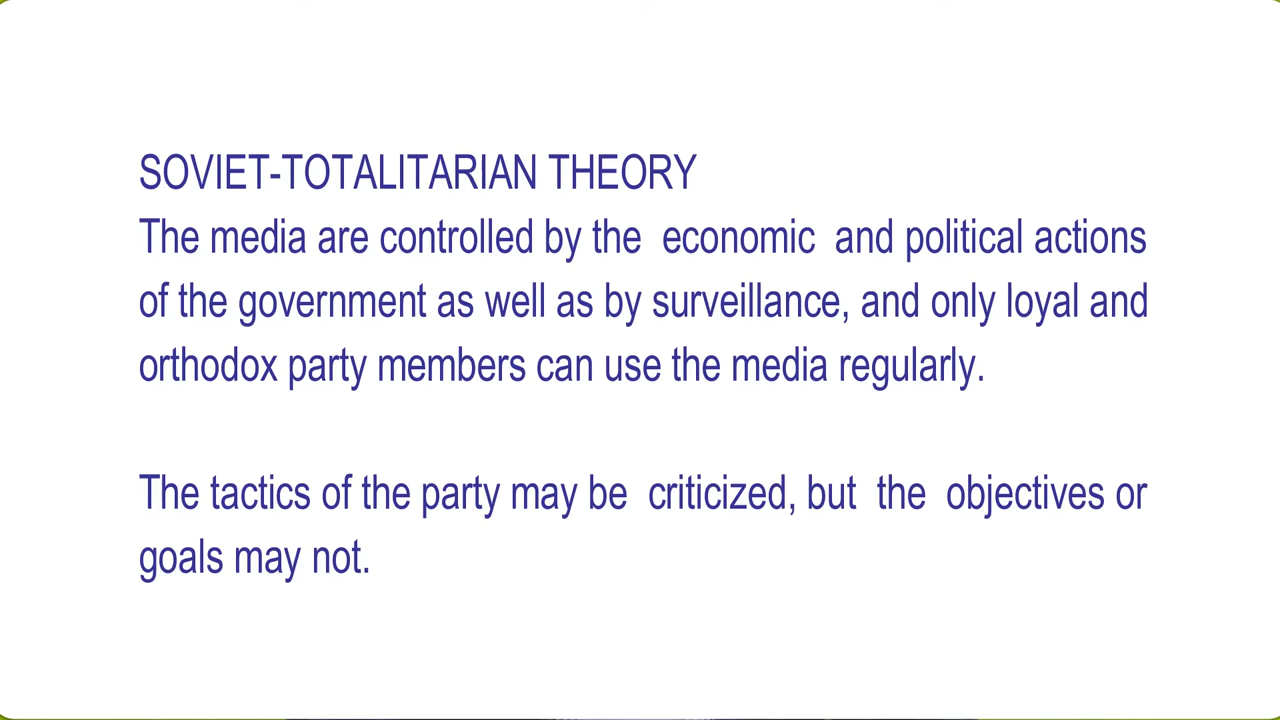 SOVIET-TOTALITARIAN THEORY
The media are controlled by the economic and political actions
of the government as well as by surveillance, and only loyal and
orthodox party members can use the media regularly.
The tactics of the party may be criticized, but the objectives or
goals may not.